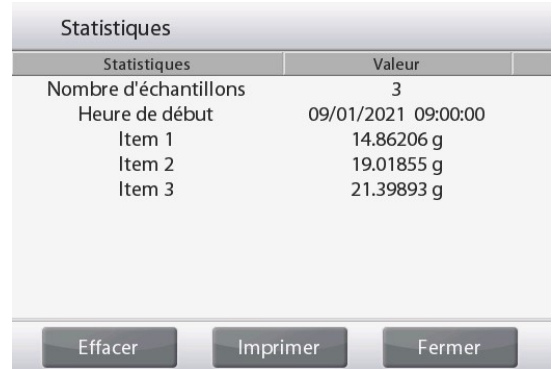 Statistiques
Statistiques Valeur
Nombre d'échantillons 3
Heure de début 09/01/2021 09:00:00
Item 1 14.86206 g
Item 2 19.01855 g
Item 3 21.39893 g
Effacer Imprimer Fermer